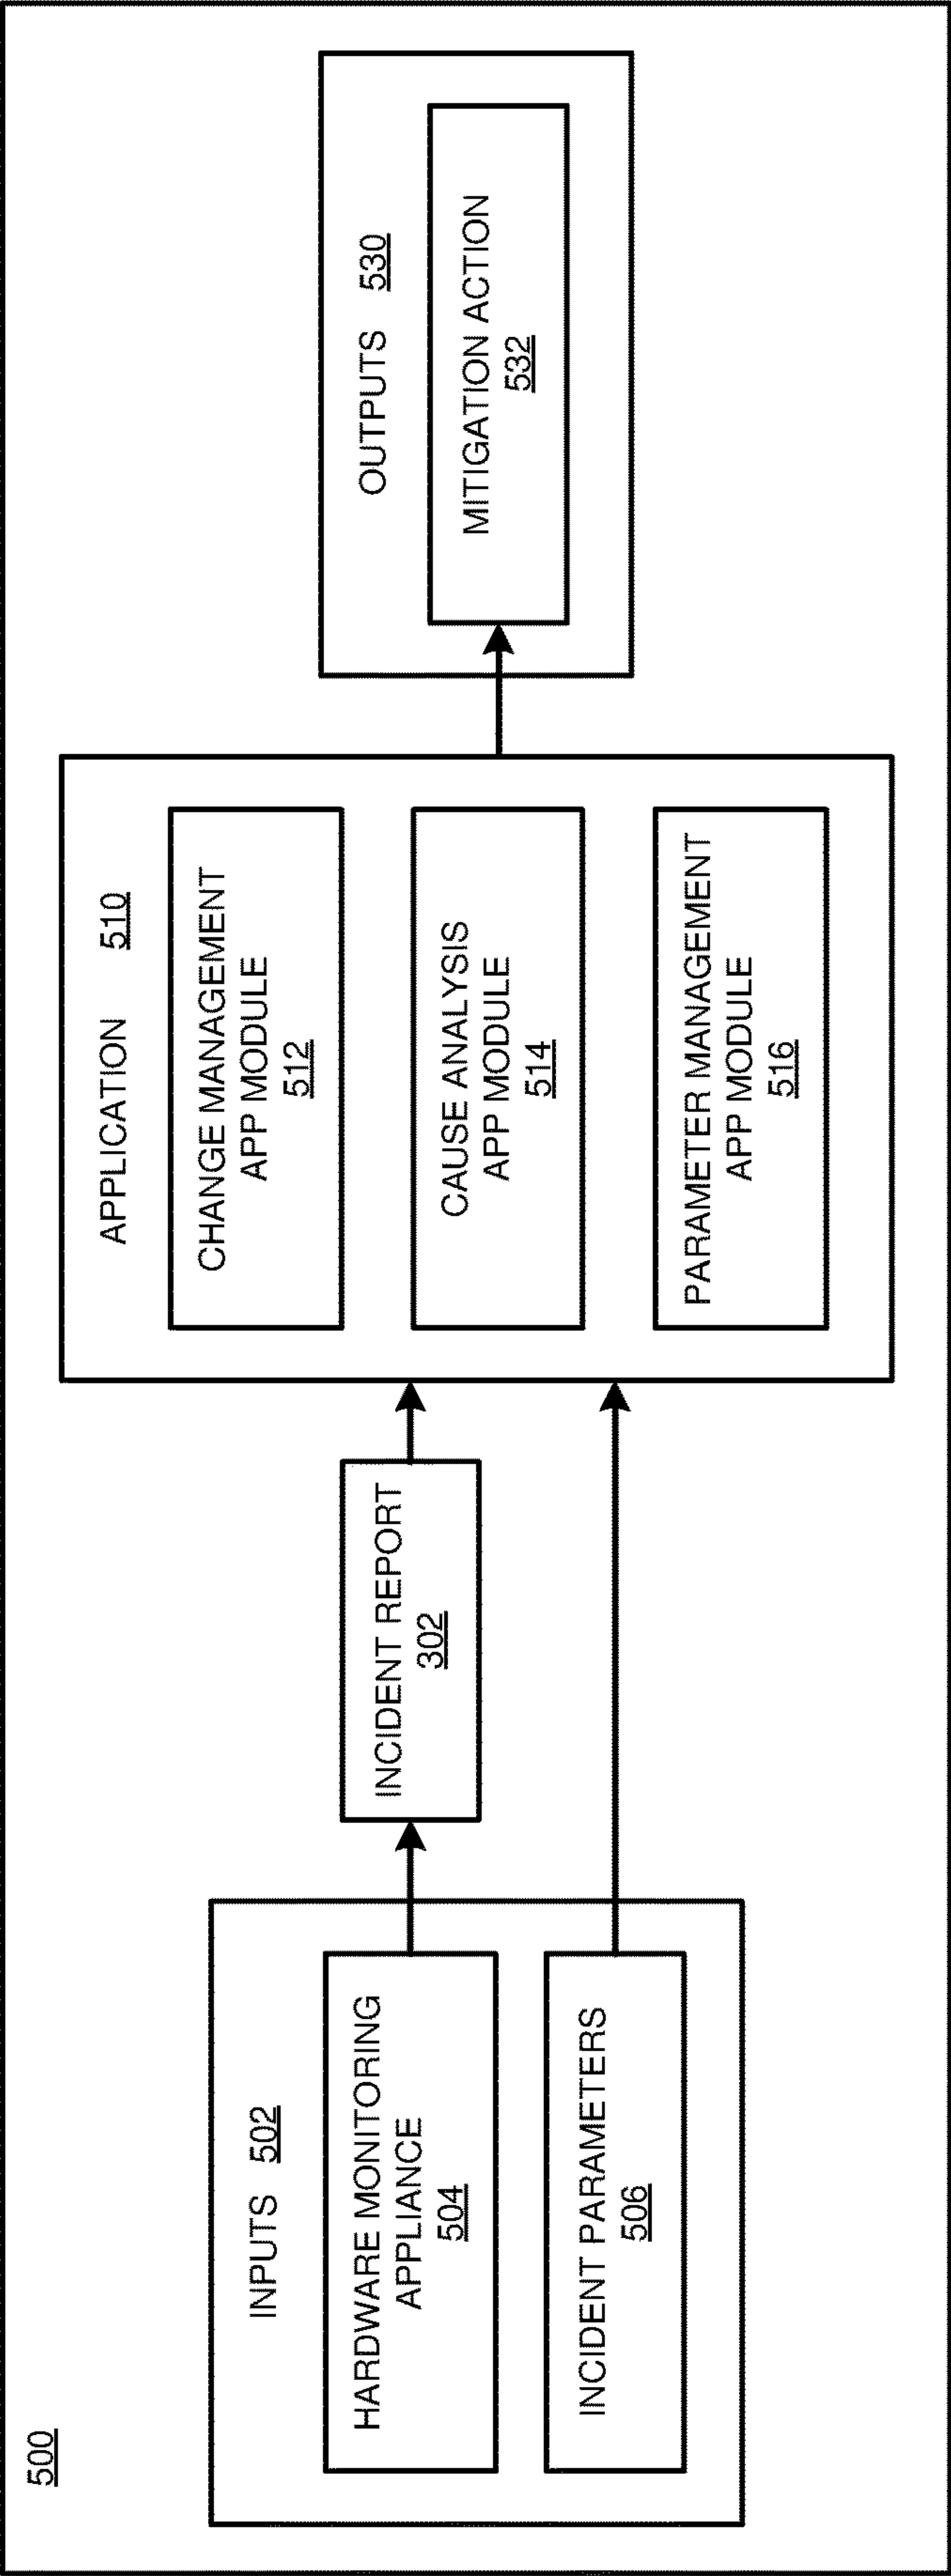 500
INPUTS 502
HARDWARE MONITORING
APPLIANCE
504
INCIDENT PARAMETERS
506
INCIDENT REPORT
302
APPLICATION 510
CHANGE MANAGEMENT
APP MODULE
512
CAUSE ANALYSIS
APP MODULE
514
PARAMETER MANAGEMENT
APP MODULE
516
OUTPUTS 530
MITIGATION ACTION
532